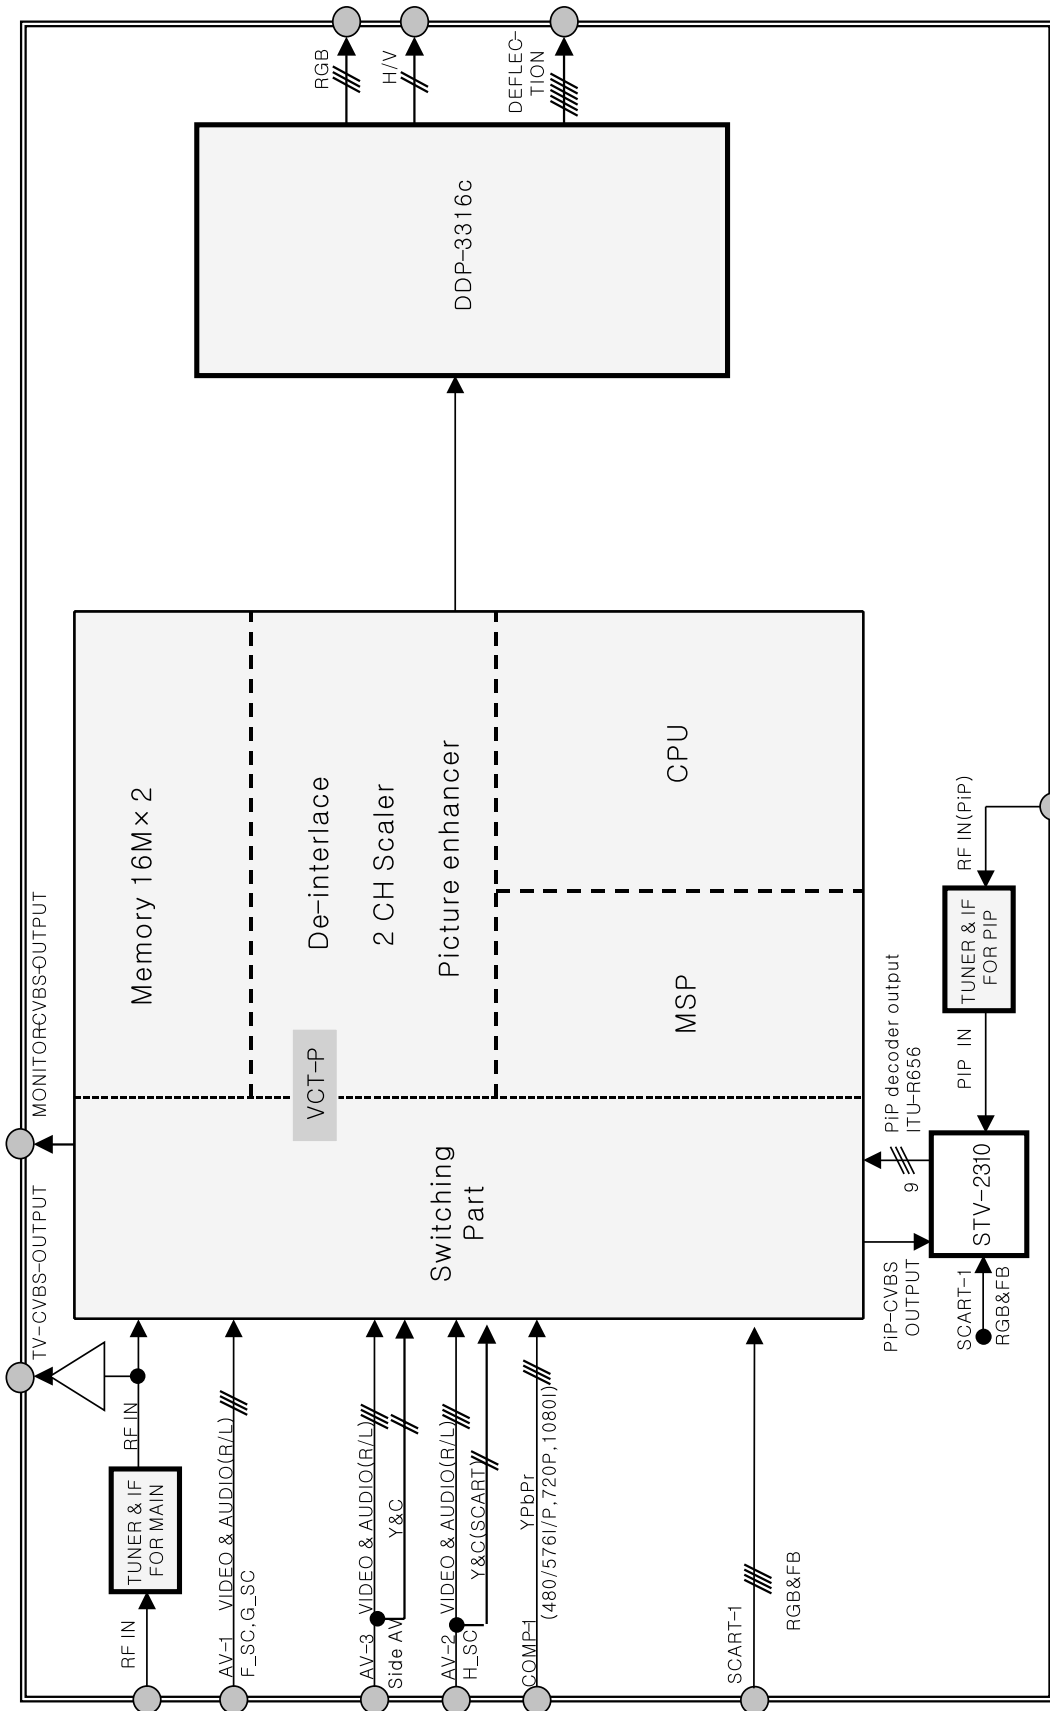 RF IN
TUNER & IF
FOR MAIN
RF IN
TV-CVBS-OUTPUT
MONITOR-CVBS-OUTPUT
AV-1 VIDEO & AUDIO(R/L)
F_SC,G_SC
AV-3 VIDEO & AUDIO(R/L)
Side AV
Y&C
AV-2 VIDEO & AUDIO(R/L)
H_SC
Y&C(SCART)
COMP-1 YPbPr
(480/576I/P,720P,1080I)
SCART-1
RGB&FB
Switching
Part
VCT-P
Memory 16M×2
De-interlace
2 CH Scaler
Picture enhancer
MSP
CPU
PiP-CVBS
OUTPUT
9
PiP decoder output
ITU-R656
SCART-1
RGB&FB
STV-2310
PIP IN
TUNER & IF
FOR PIP
RF IN(PiP)
DDP-3316c
RGB
H/V
DEFLEC-
TION